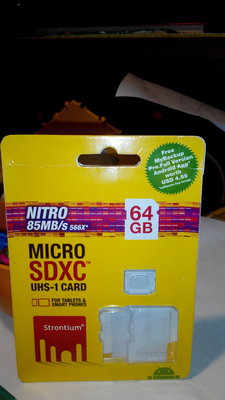 Free
MyBackup
Pro Full Version
Android App*
worth
USD 4.99
NITRO
85MB/s 566X*
64
GB
MICRO
SDXC™
UHS-1 CARD
FOR TABLETS &
SMART PHONES
Strontium®